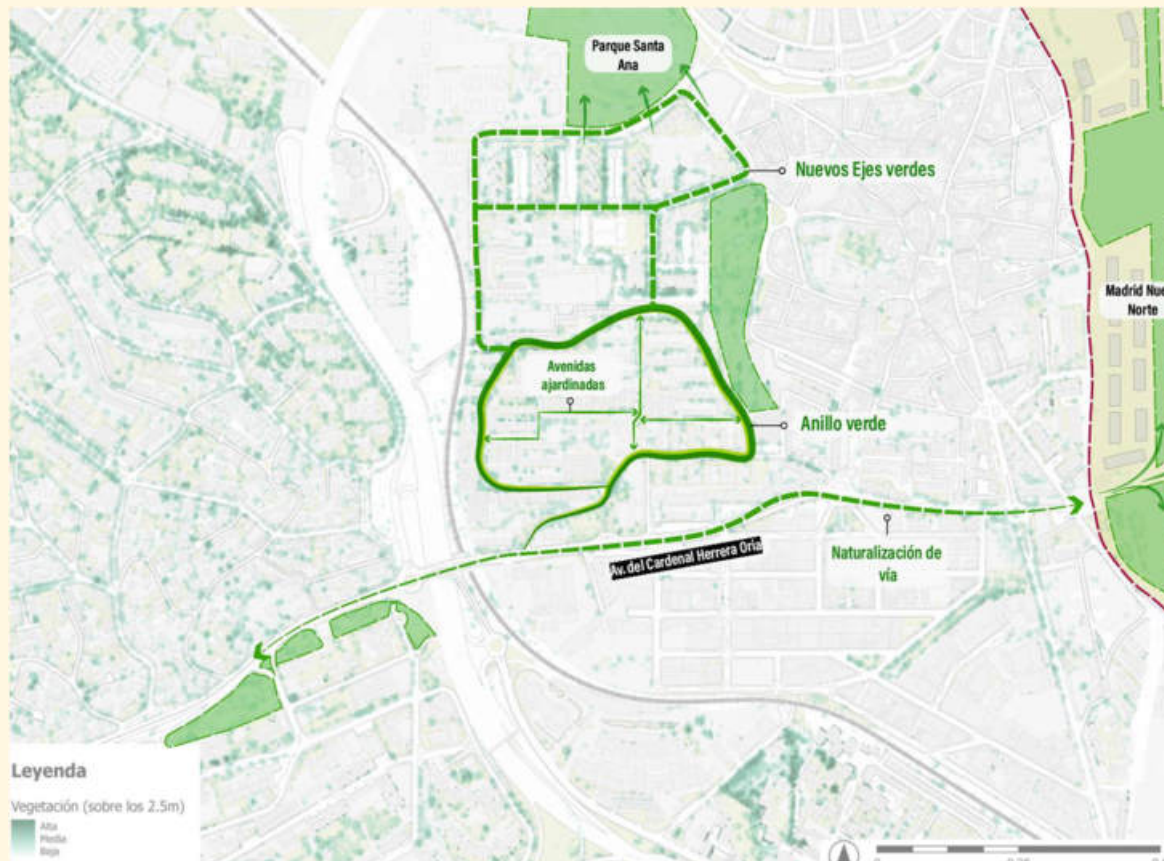 Parque Santa
Ana
Nuevos Ejes verdes
Madrid Nue
Norte
Avenidas
ajardinadas
Anillo verde
Av. del Cardenal Herrera Oria
Naturalización de
vía
Leyenda
Vegetación (sobre los 2.5m)
Alta
Media
Baja